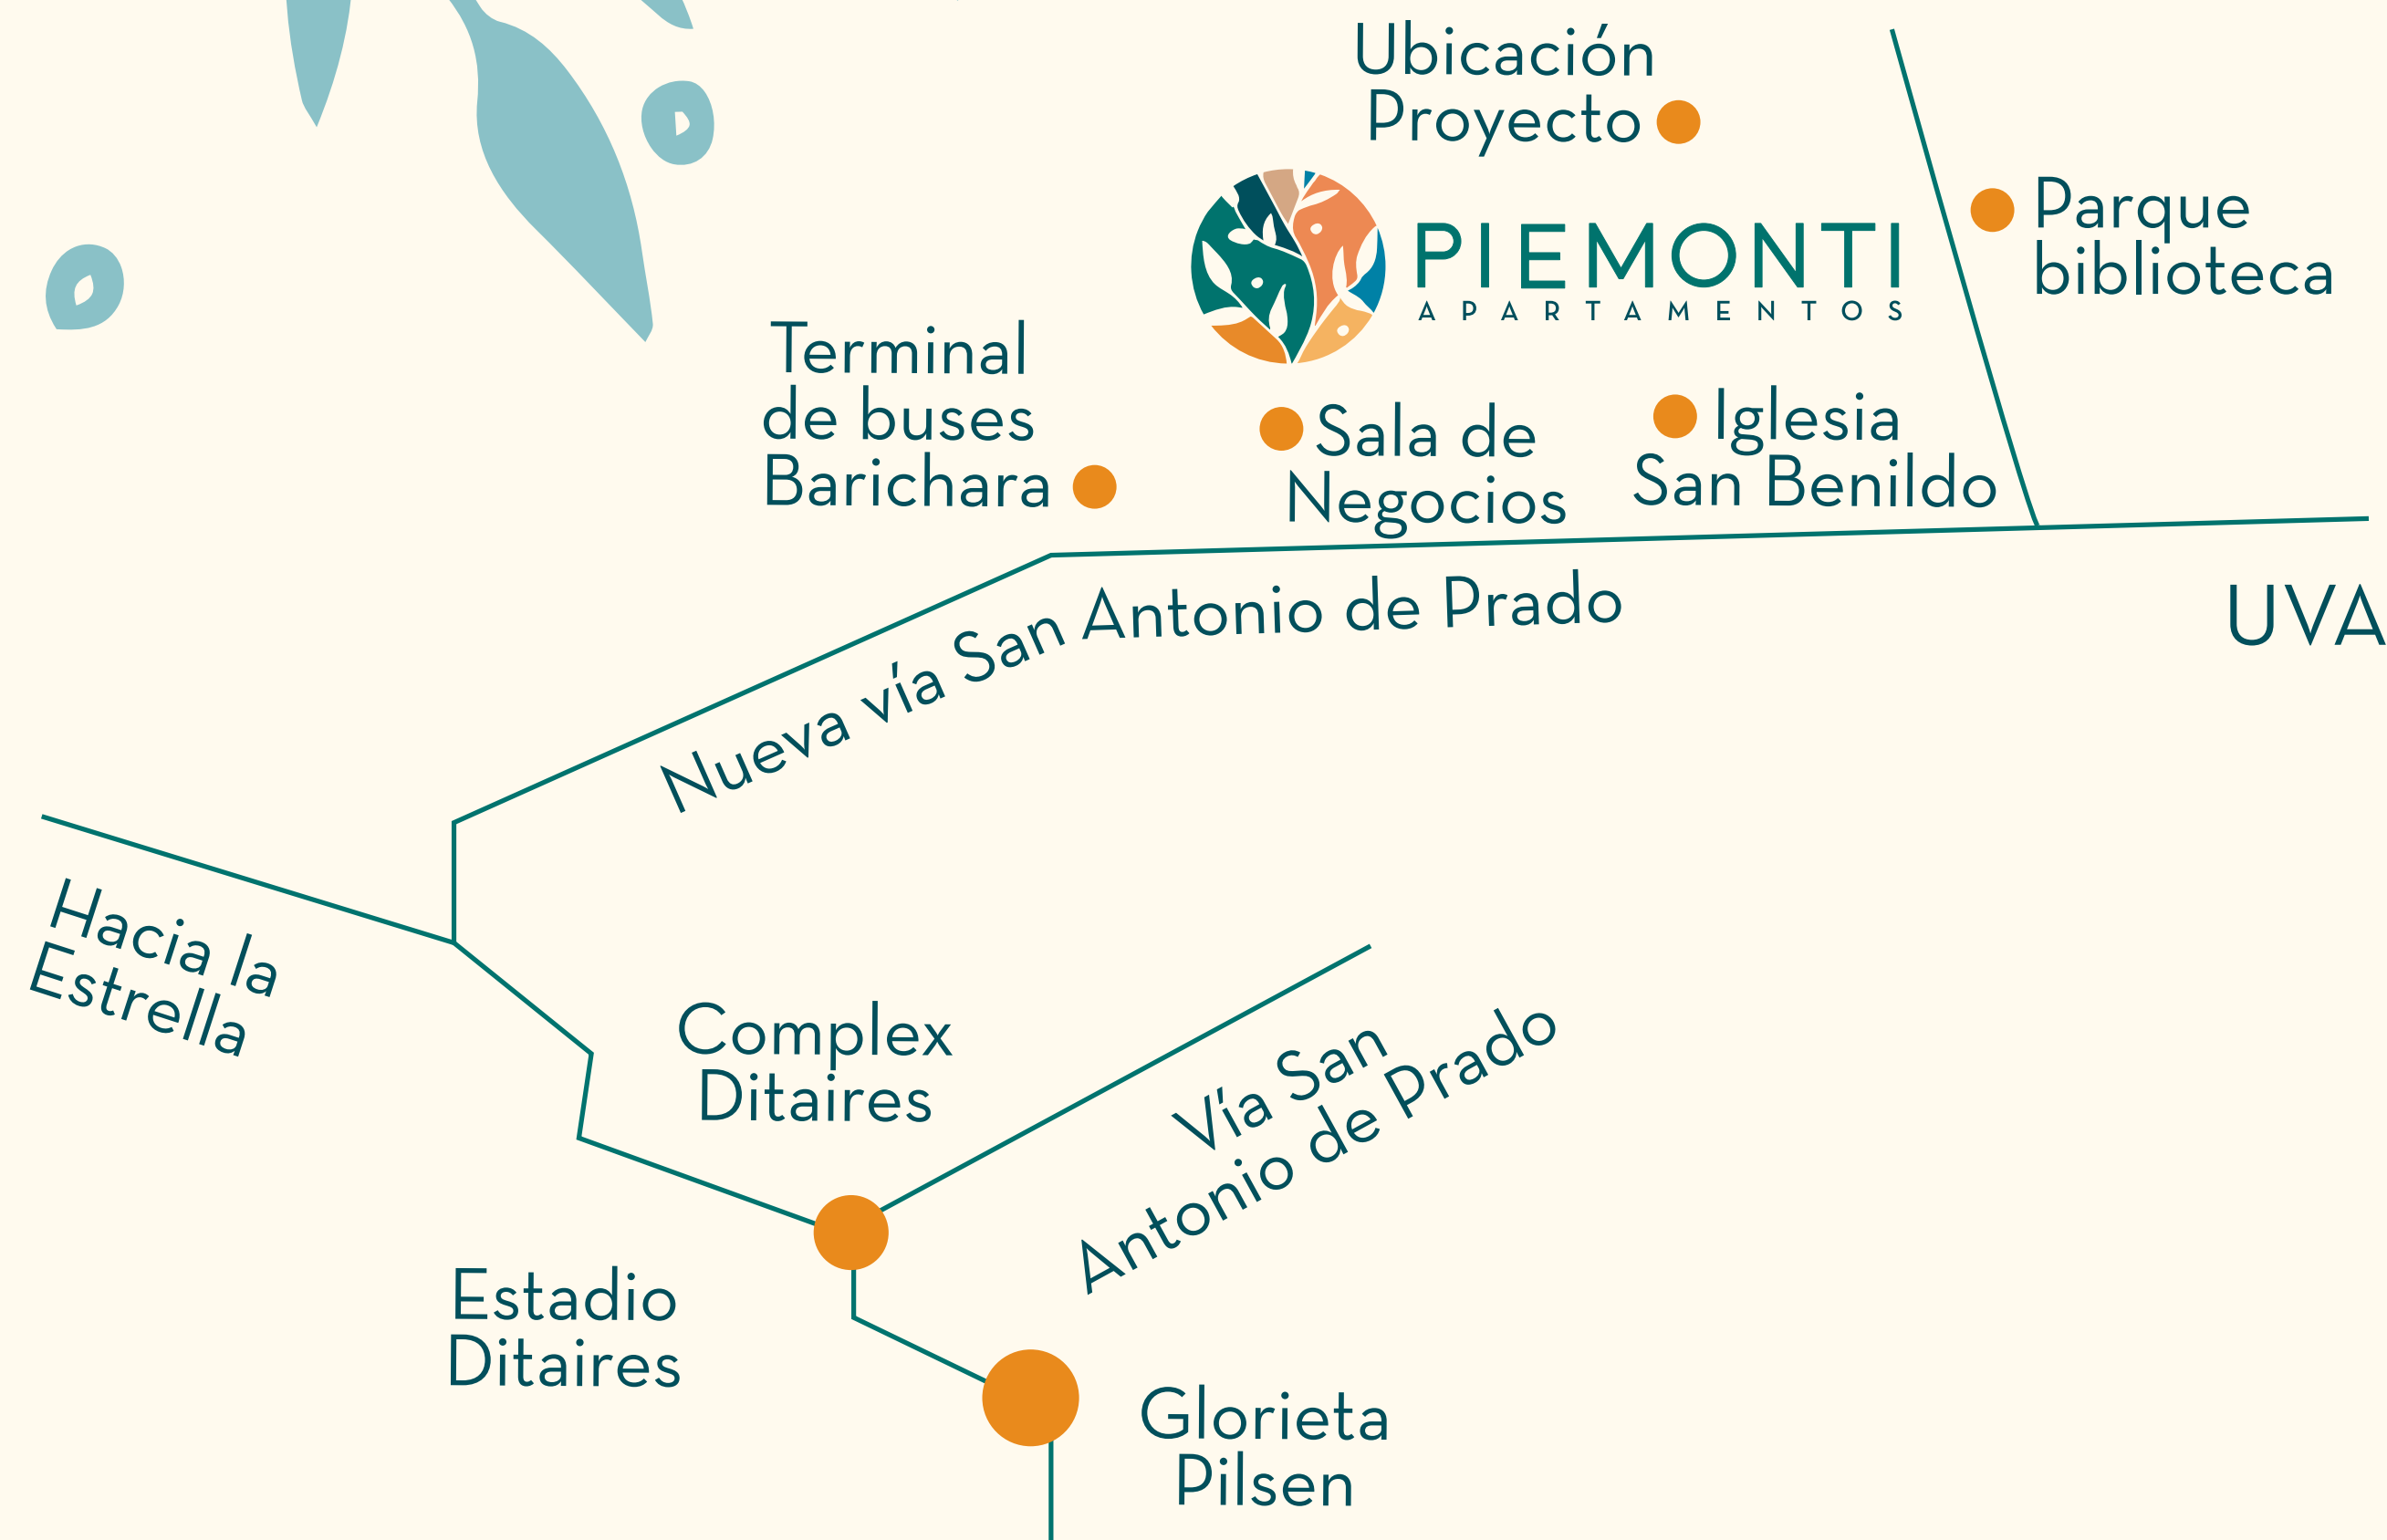 Ubicación
Proyecto
PIEMONTI
APARTAMENTOS
Parque
biblioteca
Terminal
de buses
Barichara
Sala de
Negocios
Iglesia
San Benildo
Nueva vía San Antonio de Prado
UVA
Hacia la
Estrella
Complex
Ditaires
Vía San
Antonio de Prado
Estadio
Ditaires
Glorieta
Pilsen